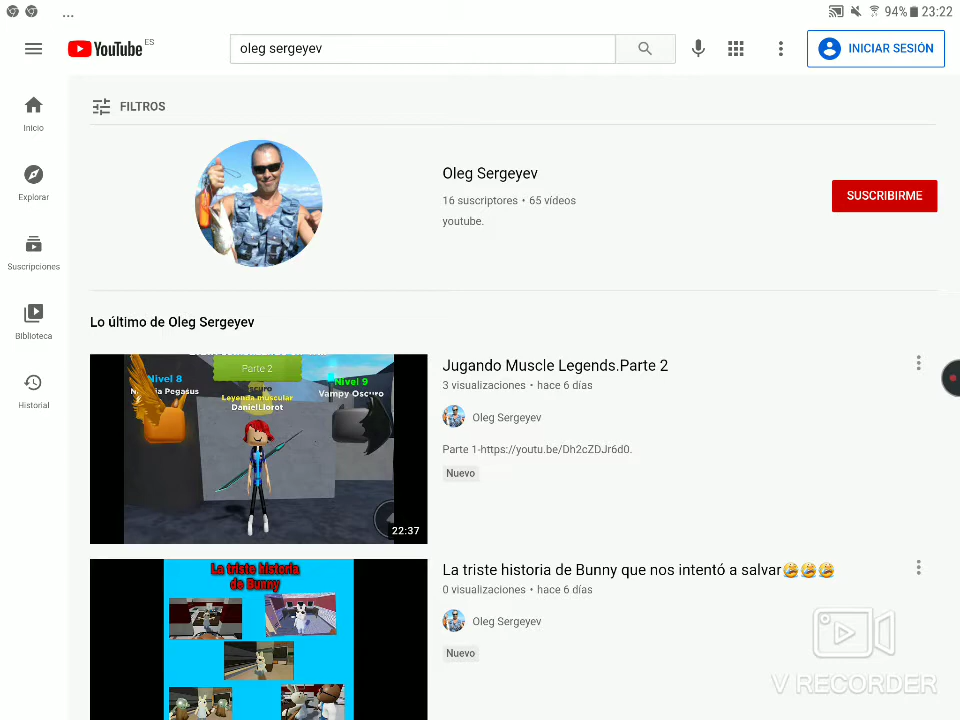 ...
94% 23:22
YouTube ES
oleg sergeyev
INICIAR SESIÓN
Inicio
Explorar
Suscripciones
Biblioteca
Historial
FILTROS
Oleg Sergeyev
16 suscriptores • 65 vídeos
youtube.
SUSCRIBIRME
Lo último de Oleg Sergeyev
Parte 2
Nivel 8
Nivel 9
Vampy Oscuro
Leyenda muscular
DanielLlorot
22:37
Jugando Muscle Legends.Parte 2
3 visualizaciones • hace 6 días
Oleg Sergeyev
Parte 1-https://youtu.be/Dh2cZDJr6d0.
Nuevo
La triste historia
de Bunny
La triste historia de Bunny que nos intentó a salvar🤣🤣🤣
0 visualizaciones • hace 6 días
Oleg Sergeyev
Nuevo
V RECORDER